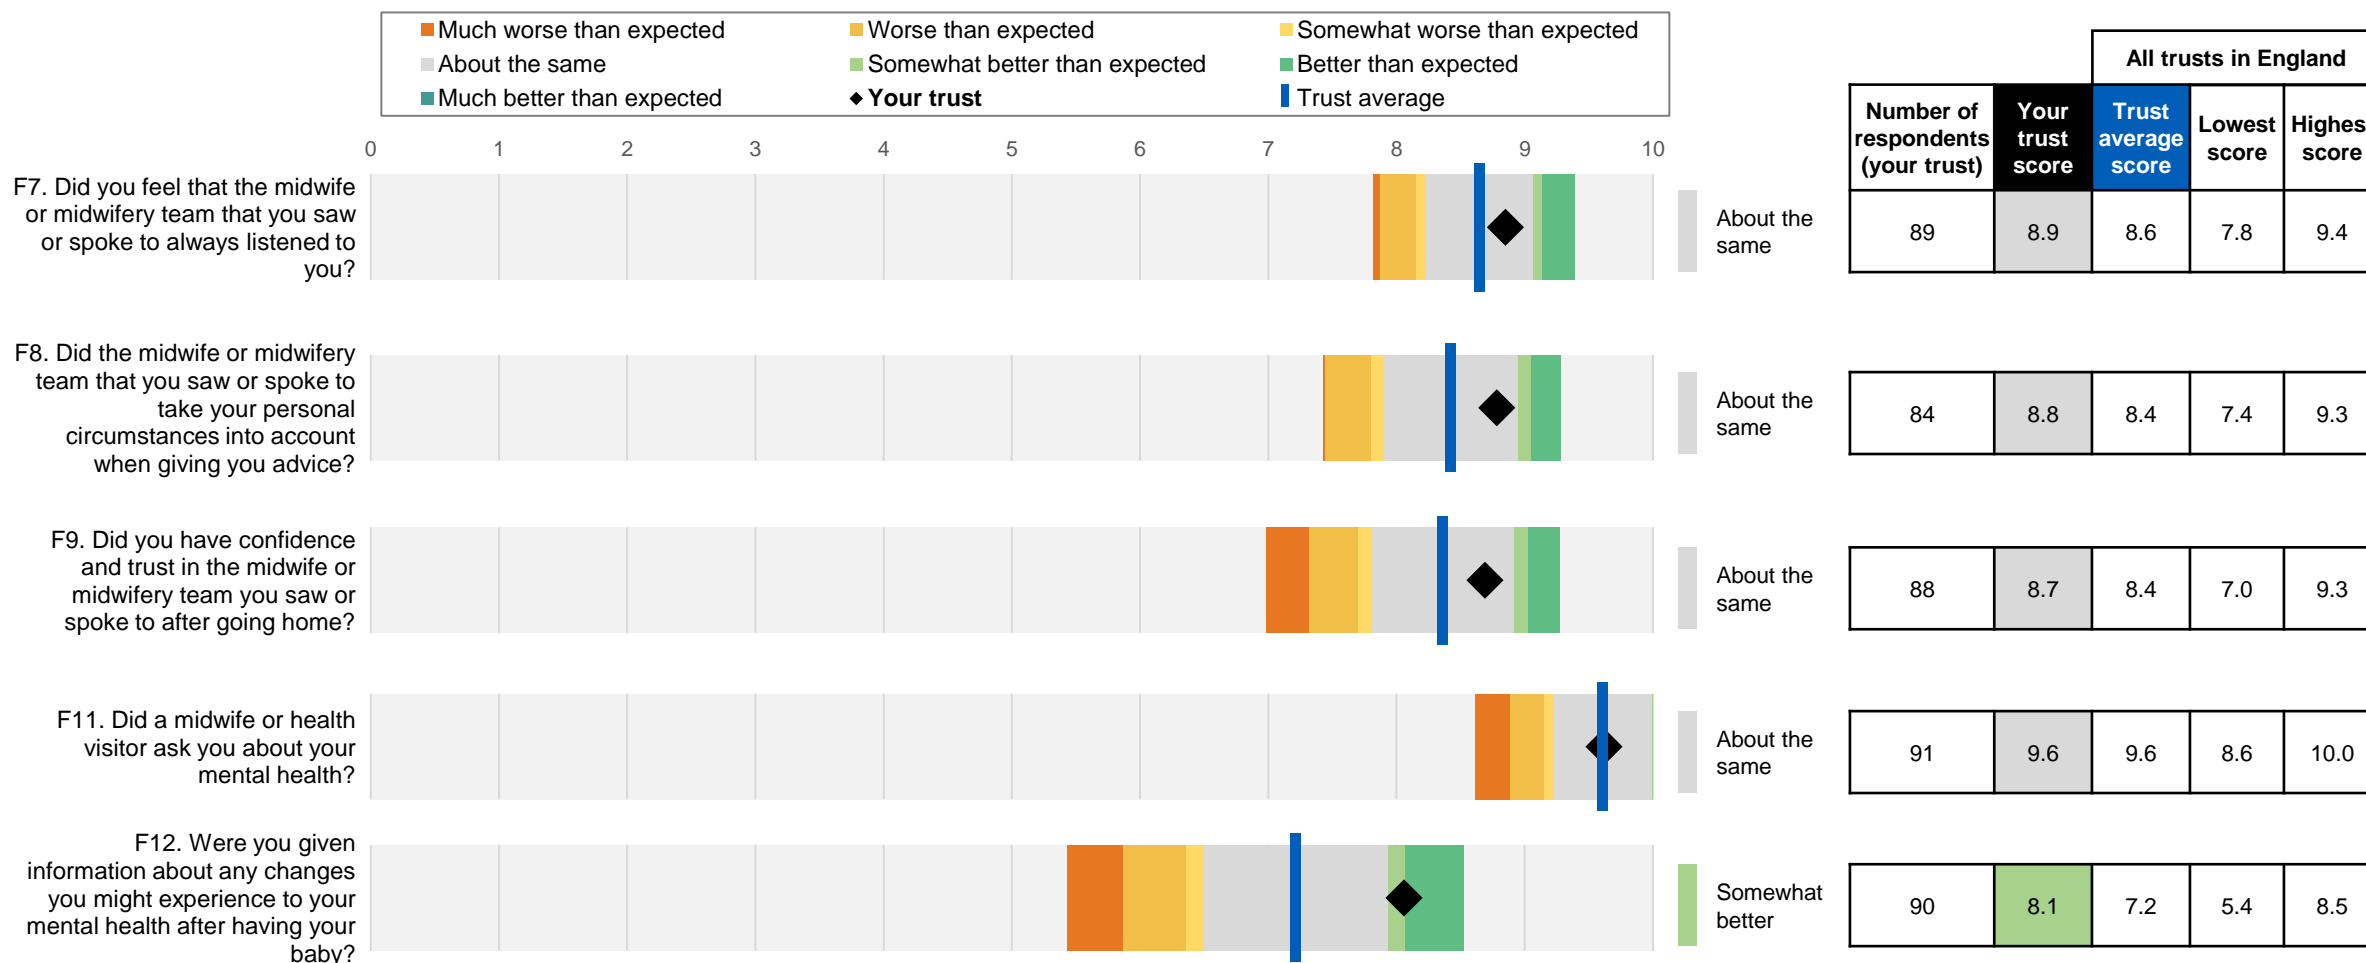 Much worse than expected
Worse than expected
Somewhat worse than expected
About the same
Somewhat better than expected
Better than expected
Much better than expected
Your trust
Trust average
All trusts in England
Number of
respondents
(your trust)
Your
trust
score
Trust
average
score
Lowest
score
Highes
score
0 1 2 3 4 5 6 7 8 9 10
F7. Did you feel that the midwife
or midwifery team that you saw
or spoke to always listened to
you?
About the
same
89 8.9 8.6 7.8 9.4
F8. Did the midwife or midwifery
team that you saw or spoke to
take your personal
circumstances into account
when giving you advice?
About the
same
84 8.8 8.4 7.4 9.3
F9. Did you have confidence
and trust in the midwife or
midwifery team you saw or
spoke to after going home?
About the
same
88 8.7 8.4 7.0 9.3
F11. Did a midwife or health
visitor ask you about your
mental health?
About the
same
91 9.6 9.6 8.6 10.0
F12. Were you given
information about any changes
you might experience to your
mental health after having your
baby?
Somewhat
better
90 8.1 7.2 5.4 8.5